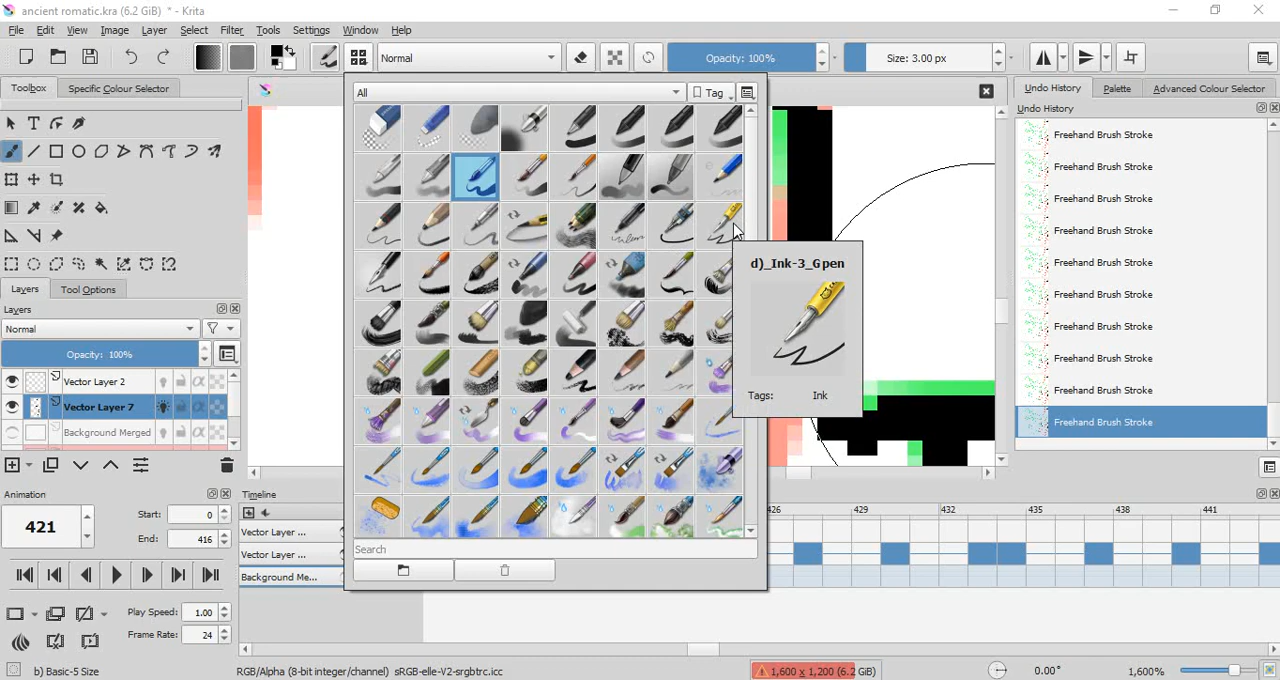 ancient romatic.kra (6.2 GiB) * - Krita
File Edit View Image Layer Select Filter Tools Settings Window Help
Normal Opacity: 100% Size: 3.00 px
Toolbox Specific Colour Selector
All Tag
Undo History Palette Advanced Colour Selector
Undo History
Freehand Brush Stroke
Freehand Brush Stroke
Freehand Brush Stroke
Freehand Brush Stroke
Freehand Brush Stroke
Freehand Brush Stroke
Freehand Brush Stroke
Freehand Brush Stroke
Freehand Brush Stroke
Freehand Brush Stroke
d)_Ink-3_Gpen
Tags: Ink
Layers Tool Options
Layers
Normal
Opacity: 100%
Vector Layer 2
Vector Layer 7
Background Merged
Animation
421
Start: 0
End: 416
Play Speed: 1.00
Frame Rate: 24
Timeline
Vector Layer ...
Vector Layer ...
Background Me...
Search
426 429 432 435 438 441
b) Basic-5 Size
RGB/Alpha (8-bit integer/channel) sRGB-elle-V2-srgbtrc.icc
1,600 x 1,200 (6.2 GiB)
0.00°
1,600%